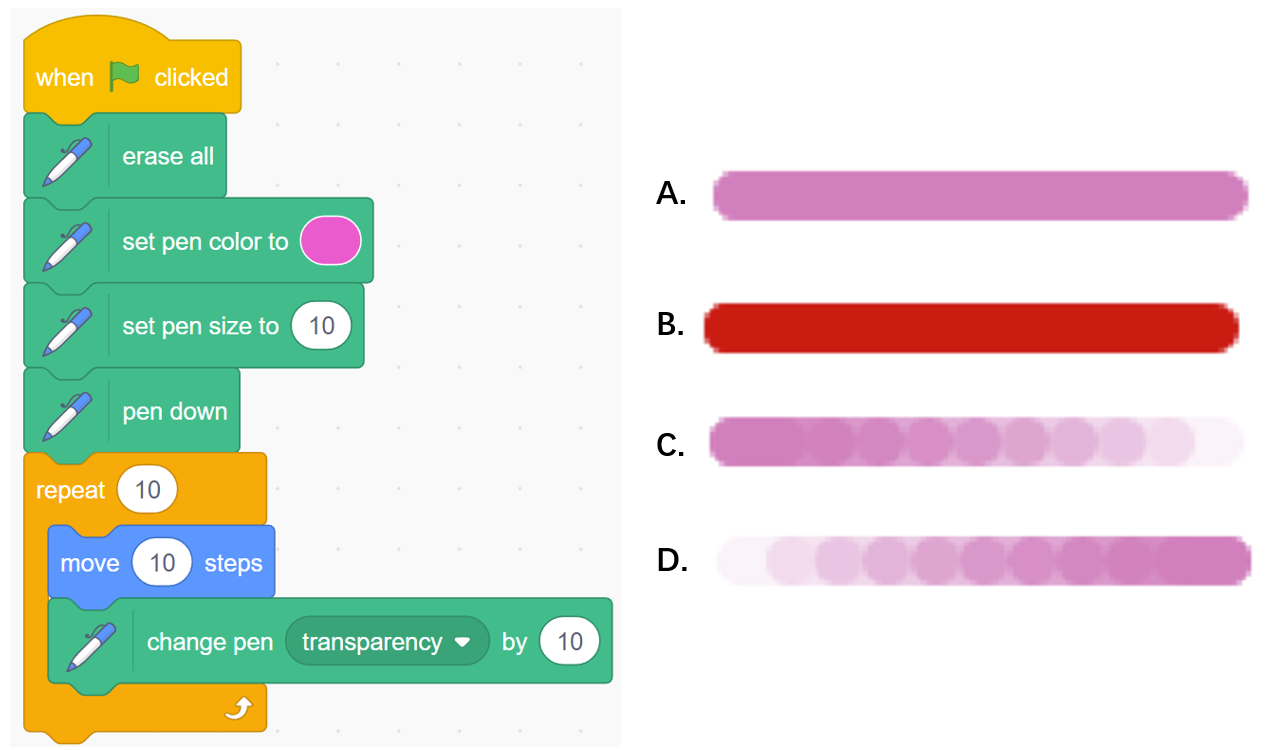 when clicked
erase all
set pen color to
set pen size to 10
pen down
repeat 10
move 10 steps
change pen transparency by 10
A.
B.
C.
D.